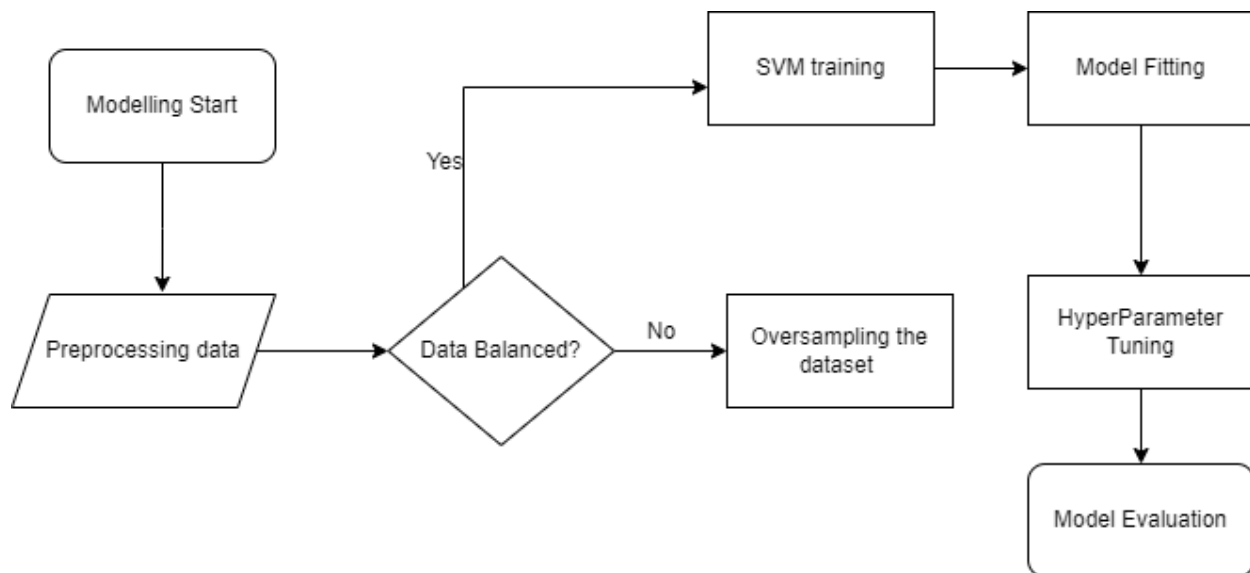 Modelling Start
Preprocessing data
Data Balanced?
Yes
No
Oversampling the
dataset
SVM training
Model Fitting
HyperParameter
Tuning
Model Evaluation